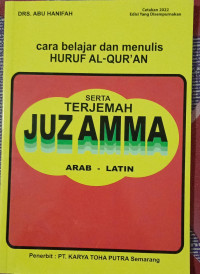 DRS. ABU HANIFAH
Cetakan 2022
Edisi Yang Disempurnakan
cara belajar dan menulis
HURUF AL-QUR'AN
SERTA
TERJEMAH
JUZ AMMA
ARAB - LATIN
Penerbit : PT. KARYA TOHA PUTRA Semarang